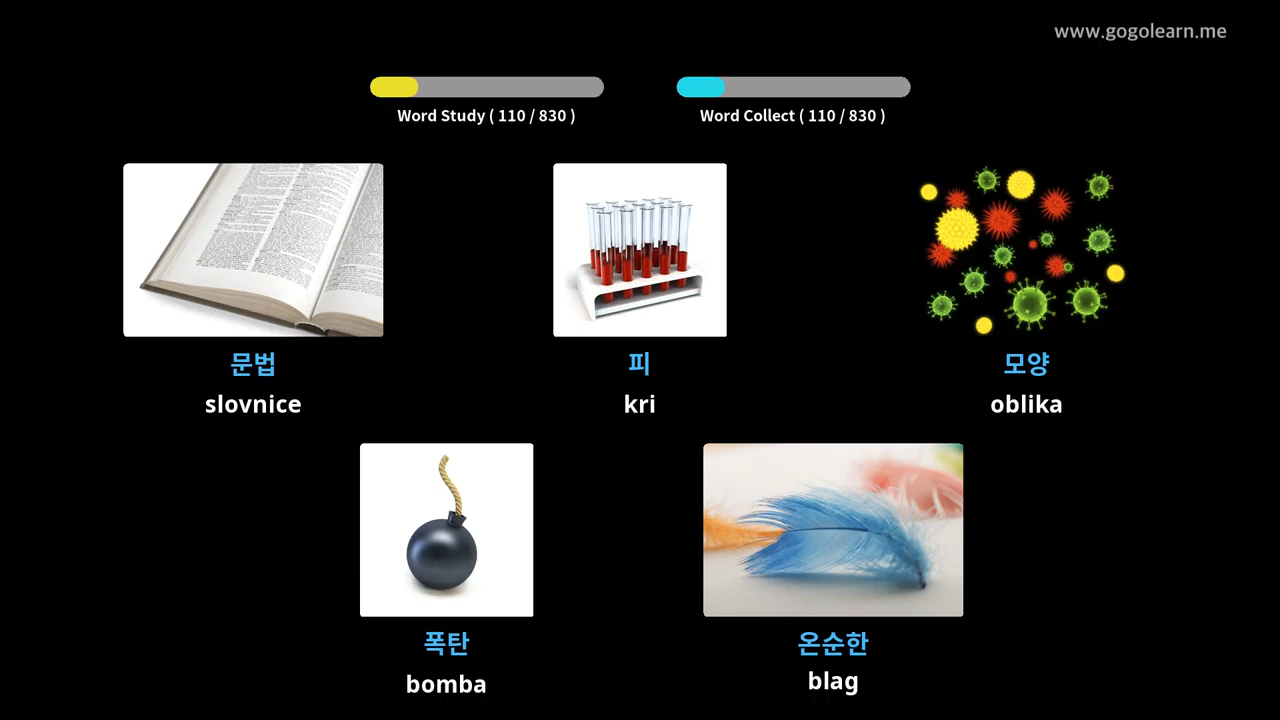 www.gogolearn.me
Word Study ( 110 / 830 )
Word Collect ( 110 / 830 )
문법
slovnice
피
kri
모양
oblika
폭탄
bomba
온순한
blag